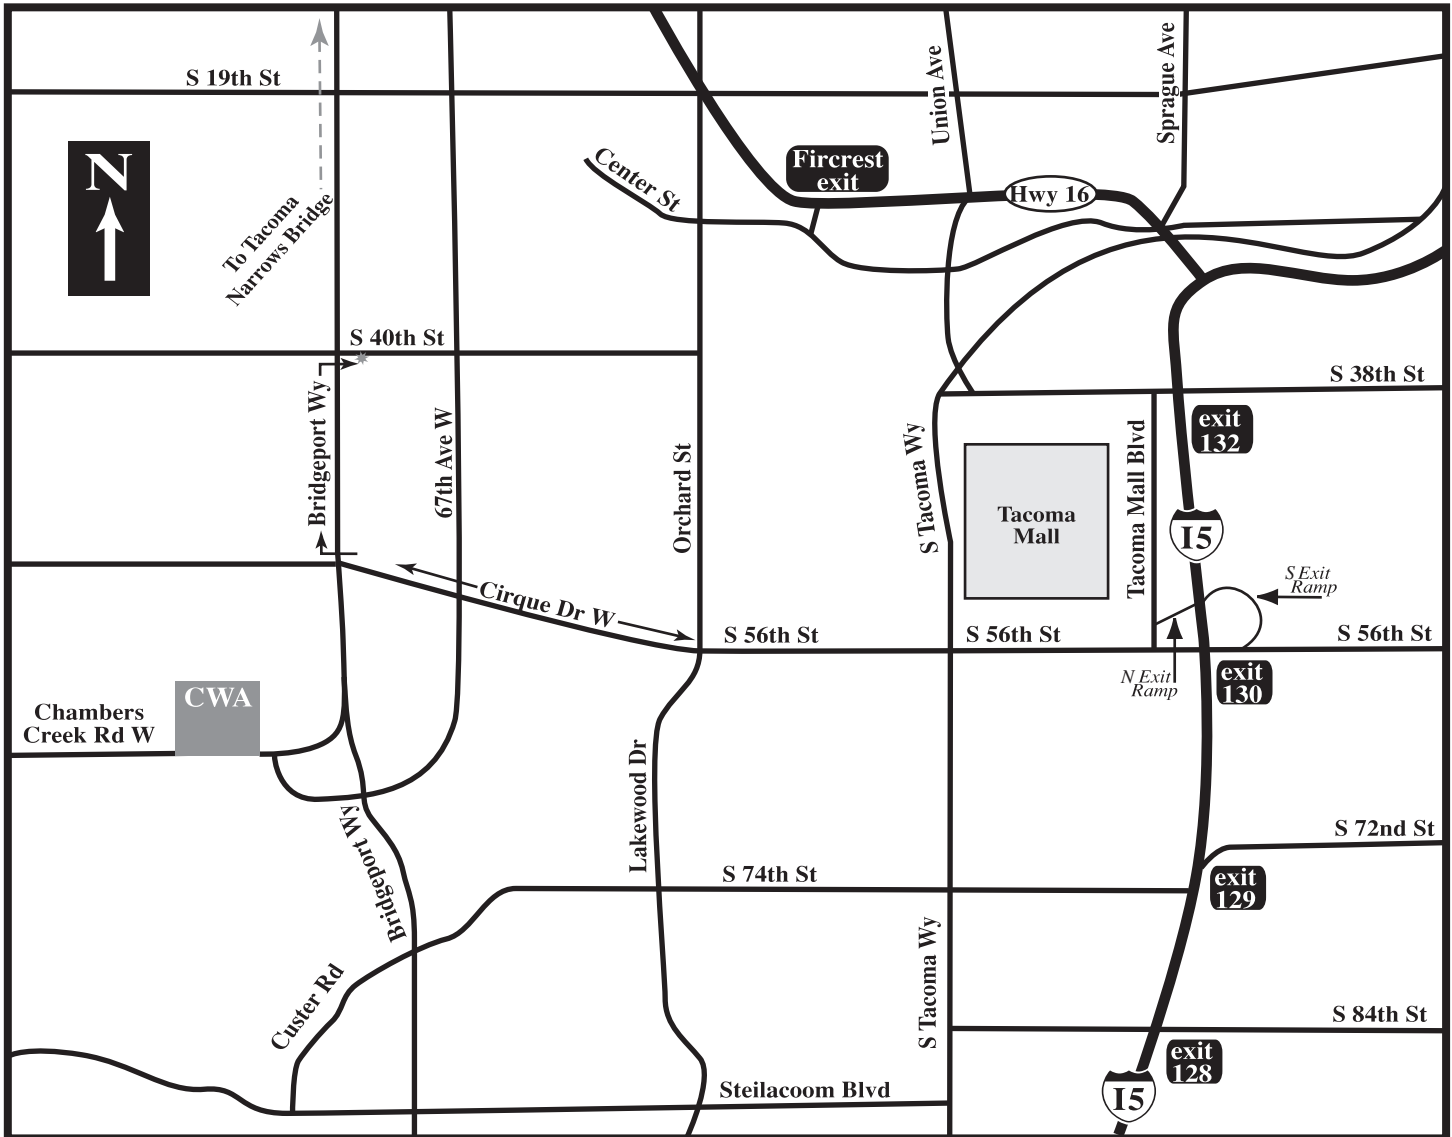 S 19th St
Union Ave
Sprague Ave
N
Center St
Fircrest
exit
Hwy 16
To Tacoma
Narrows Bridge
S 40th St
S 38th St
Bridgeport Wy
67th Ave W
Orchard St
S Tacoma Wy
Tacoma
Mall
Tacoma Mall Blvd
exit
132
I5
S Exit
Ramp
Cirque Dr W
S 56th St
S 56th St
S 56th St
N Exit
Ramp
exit
130
CWA
Chambers
Creek Rd W
Bridgeport Wy
Lakewood Dr
S 72nd St
S 74th St
exit
129
S Tacoma Wy
Custer Rd
S 84th St
exit
128
I5
Steilacoom Blvd